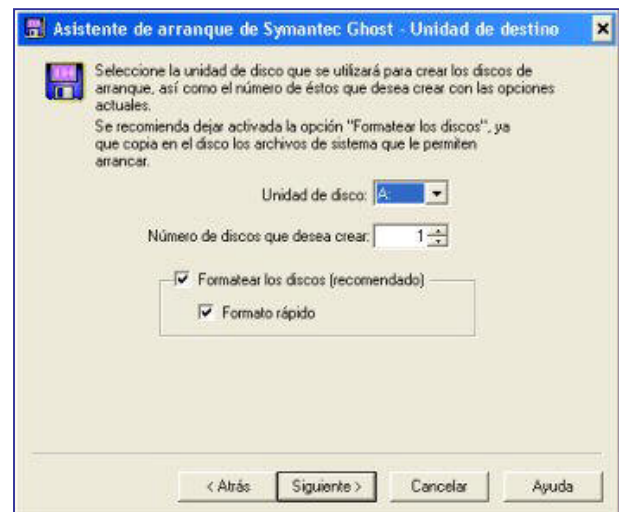 Asistente de arranque de Symantec Ghost - Unidad de destino
Seleccione la unidad de disco que se utilizará para crear los discos de
arranque, así como el número de éstos que desea crear con las opciones
actuales.
Se recomienda dejar activada la opción "Formatear los discos", ya
que copia en el disco los archivos de sistema que le permiten
arrancar.
Unidad de disco: A:
Número de discos que desea crear: 1
Formatear los discos (recomendado)
Formato rápido
< Atrás Siguiente > Cancelar Ayuda